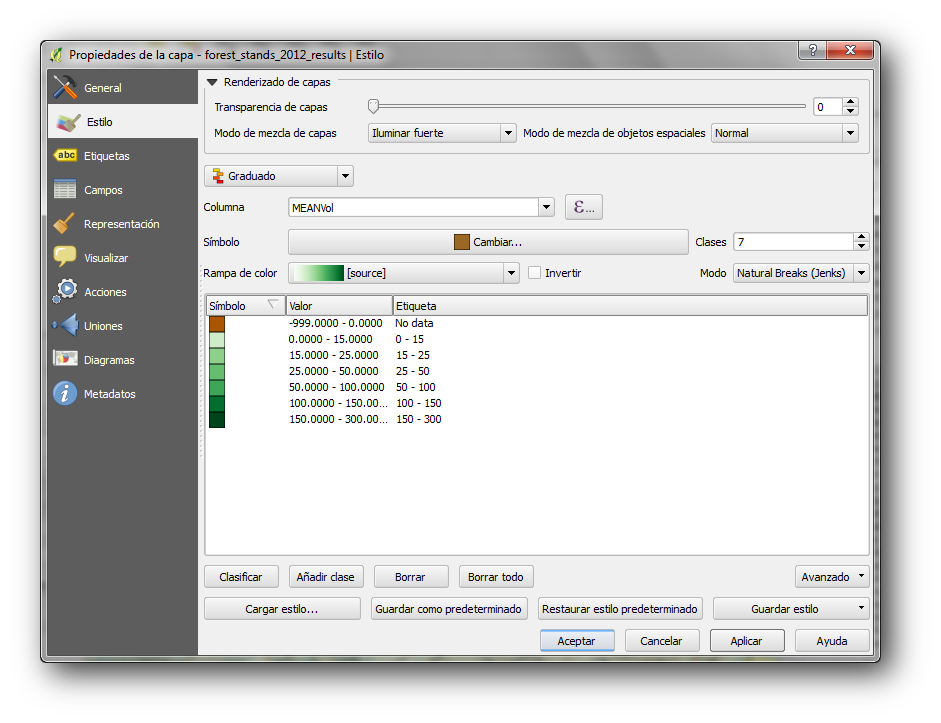 Propiedades de la capa - forest_stands_2012_results | Estilo
General
Estilo
abc Etiquetas
Campos
Representación
Visualizar
Acciones
Uniones
Diagramas
Metadatos
Renderizado de capas
Transparencia de capas 0
Modo de mezcla de capas Iluminar fuerte Modo de mezcla de objetos espaciales Normal
Graduado
Columna MEANVol ε...
Símbolo Cambiar... Clases 7
Rampa de color [source] Invertir Modo Natural Breaks (Jenks)
Símbolo Valor Etiqueta
-999.0000 - 0.0000 No data
0.0000 - 15.0000 0 - 15
15.0000 - 25.0000 15 - 25
25.0000 - 50.0000 25 - 50
50.0000 - 100.0000 50 - 100
100.0000 - 150.00... 100 - 150
150.0000 - 300.00... 150 - 300
Clasificar Añadir clase Borrar Borrar todo Avanzado
Cargar estilo... Guardar como predeterminado Restaurar estilo predeterminado Guardar estilo
Aceptar Cancelar Aplicar Ayuda